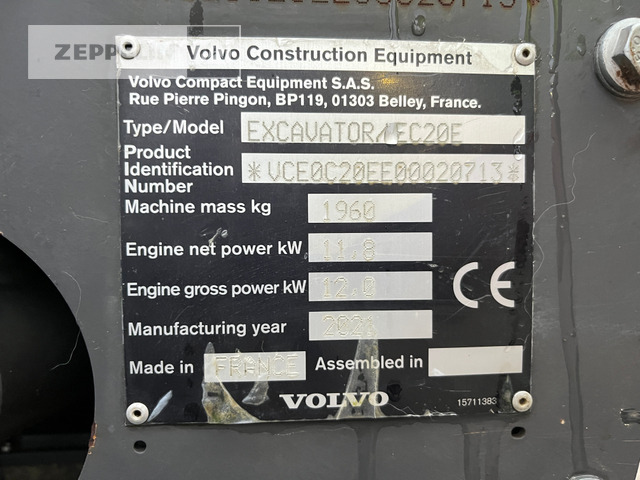 ZEPPELIN
Volvo Construction Equipment
Volvo Compact Equipment S.A.S.
Rue Pierre Pingon, BP119, 01303 Belley, France.
Type/Model EXCAVATOR/EC20E
Product
Identification *VCE0C20EE00020713*
Number
Machine mass kg 1960
Engine net power kW 11,8
Engine gross power kW 12,0
Manufacturing year
Made in FRANCE Assembled in
CE
VOLVO
15711383